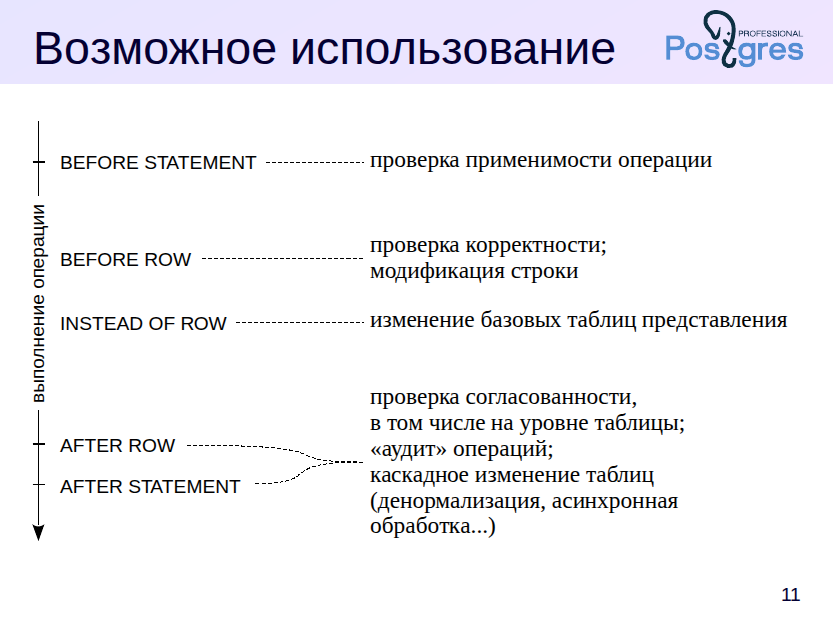 Возможное использование
PROFESSIONAL
Postgres
выполнение операции
BEFORE STATEMENT
проверка применимости операции
BEFORE ROW
проверка корректности;
модификация строки
INSTEAD OF ROW
изменение базовых таблиц представления
AFTER ROW
AFTER STATEMENT
проверка согласованности,
в том числе на уровне таблицы;
«аудит» операций;
каскадное изменение таблиц
(денормализация, асинхронная
обработка...)
11